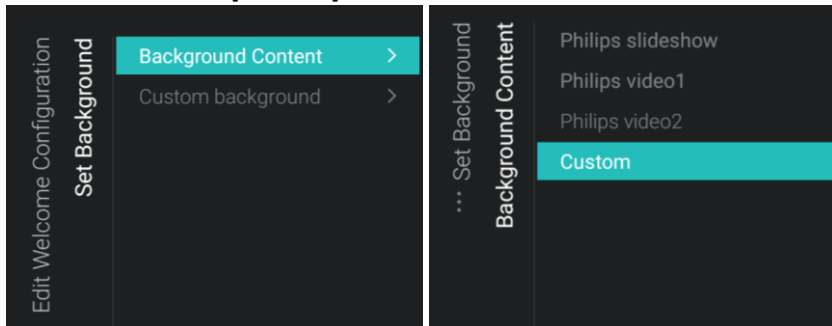 Edit Welcome Configuration
Set Background
Background Content
Custom background
... Set Background
Background Content
Philips slideshow
Philips video1
Philips video2
Custom